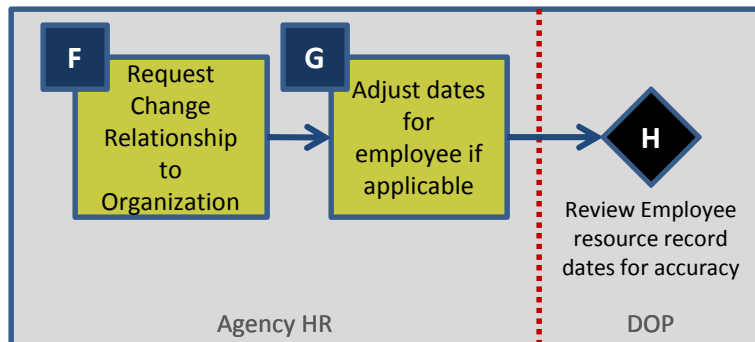 F
Request
Change
Relationship
to
Organization
G
Adjust dates
for
employee if
applicable
H
Review Employee
resource record
dates for accuracy
Agency HR
DOP